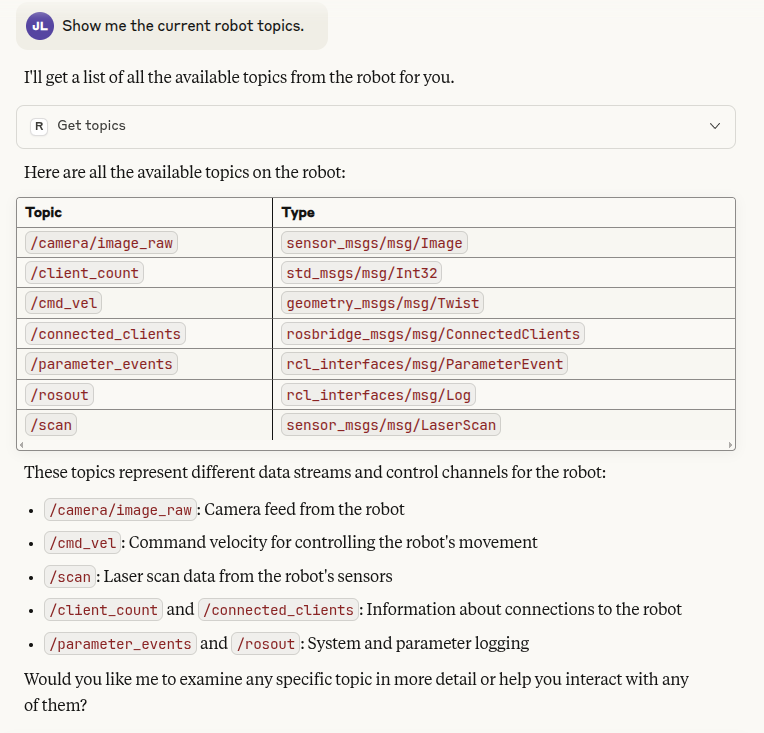 JL Show me the current robot topics.
I'll get a list of all the available topics from the robot for you.
R Get topics
Here are all the available topics on the robot:
Topic Type
/camera/image_raw sensor_msgs/msg/Image
/client_count std_msgs/msg/Int32
/cmd_vel geometry_msgs/msg/Twist
/connected_clients rosbridge_msgs/msg/ConnectedClients
/parameter_events rcl_interfaces/msg/ParameterEvent
/rosout rcl_interfaces/msg/Log
/scan sensor_msgs/msg/LaserScan
These topics represent different data streams and control channels for the robot:
• /camera/image_raw: Camera feed from the robot
• /cmd_vel: Command velocity for controlling the robot's movement
• /scan: Laser scan data from the robot's sensors
• /client_count and /connected_clients: Information about connections to the robot
• /parameter_events and /rosout: System and parameter logging
Would you like me to examine any specific topic in more detail or help you interact with any
of them?